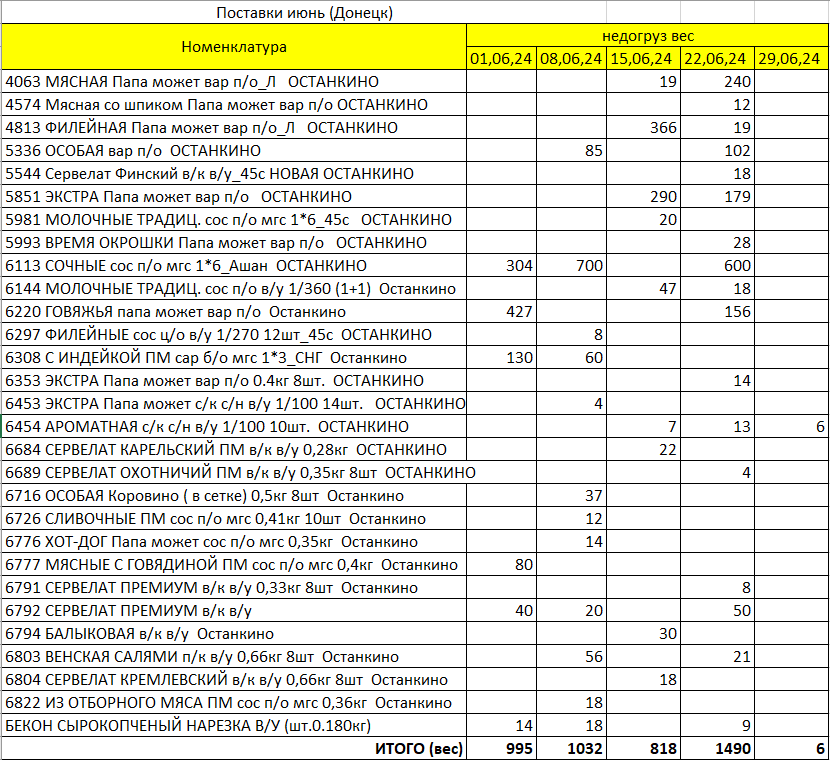 Поставки июнь (Донецк)
Номенклатура недогруз вес
01,06,24 08,06,24 15,06,24 22,06,24 29,06,24
4063 МЯСНАЯ Папа может вар п/о_Л ОСТАНКИНО 19 240
4574 Мясная со шпиком Папа может вар п/о ОСТАНКИНО 12
4813 ФИЛЕЙНАЯ Папа может вар п/о_Л ОСТАНКИНО 366 19
5336 ОСОБАЯ вар п/о ОСТАНКИНО 85 102
5544 Сервелат Финский в/к в/у_45с НОВАЯ ОСТАНКИНО 18
5851 ЭКСТРА Папа может вар п/о ОСТАНКИНО 290 179
5981 МОЛОЧНЫЕ ТРАДИЦ. сос п/о мгс 1*6_45с ОСТАНКИНО 20
5993 ВРЕМЯ ОКРОШКИ Папа может вар п/о ОСТАНКИНО 28
6113 СОЧНЫЕ сос п/о мгс 1*6_Ашан ОСТАНКИНО 304 700 600
6144 МОЛОЧНЫЕ ТРАДИЦ. сос п/о в/у 1/360 (1+1) Останкино 47 18
6220 ГОВЯЖЬЯ папа может вар п/о Останкино 427 156
6297 ФИЛЕЙНЫЕ сос ц/о в/у 1/270 12шт_45с ОСТАНКИНО 8
6308 С ИНДЕЙКОЙ ПМ сар б/о мгс 1*3_СНГ Останкино 130 60
6353 ЭКСТРА Папа может вар п/о 0.4кг 8шт. ОСТАНКИНО 14
6453 ЭКСТРА Папа может с/к с/н в/у 1/100 14шт. ОСТАНКИНО 4
6454 АРОМАТНАЯ с/к с/н в/у 1/100 10шт. ОСТАНКИНО 7 13 6
6684 СЕРВЕЛАТ КАРЕЛЬСКИЙ ПМ в/к в/у 0,28кг ОСТАНКИНО 22
6689 СЕРВЕЛАТ ОХОТНИЧИЙ ПМ в/к в/у 0,35кг 8шт ОСТАНКИНО 4
6716 ОСОБАЯ Коровино ( в сетке) 0,5кг 8шт Останкино 37
6726 СЛИВОЧНЫЕ ПМ сос п/о мгс 0,41кг 10шт Останкино 12
6776 ХОТ-ДОГ Папа может сос п/о мгс 0,35кг Останкино 14
6777 МЯСНЫЕ С ГОВЯДИНОЙ ПМ сос п/о мгс 0,4кг Останкино 80
6791 СЕРВЕЛАТ ПРЕМИУМ в/к в/у 0,33кг 8шт Останкино 8
6792 СЕРВЕЛАТ ПРЕМИУМ в/к в/у 40 20 50
6794 БАЛЫКОВАЯ в/к в/у Останкино 30
6803 ВЕНСКАЯ САЛЯМИ п/к в/у 0,66кг 8шт Останкино 56 21
6804 СЕРВЕЛАТ КРЕМЛЕВСКИЙ в/к в/у 0,66кг 8шт Останкино 18
6822 ИЗ ОТБОРНОГО МЯСА ПМ сос п/о мгс 0,36кг Останкино 18
БЕКОН СЫРОКОПЧЕНЫЙ НАРЕЗКА В/У (шт.0.180кг) 14 18 9
ИТОГО (вес) 995 1032 818 1490 6